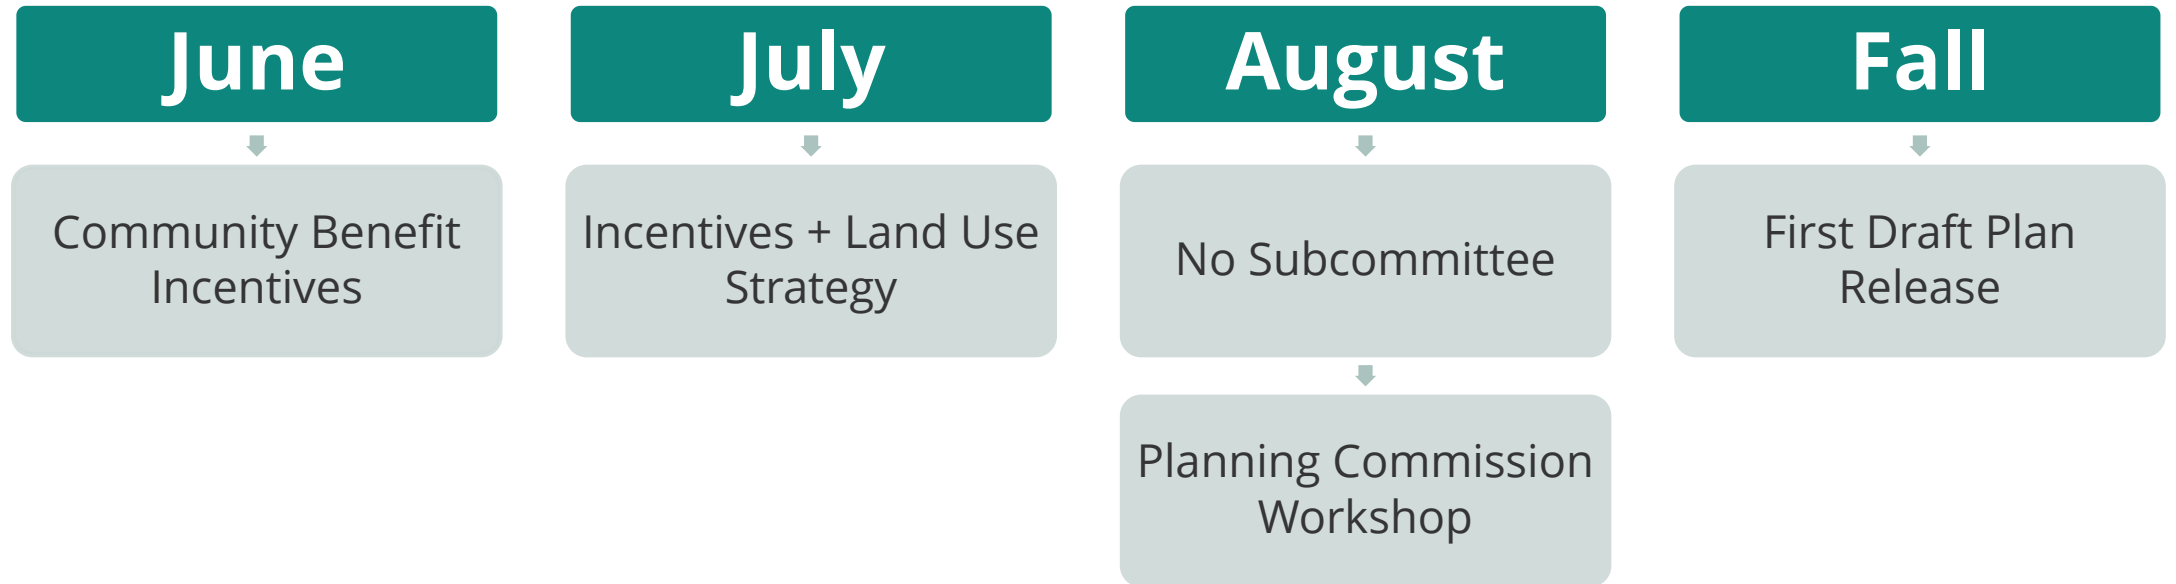 June
Community Benefit
Incentives
July
Incentives + Land Use
Strategy
August
No Subcommittee
Planning Commission
Workshop
Fall
First Draft Plan
Release